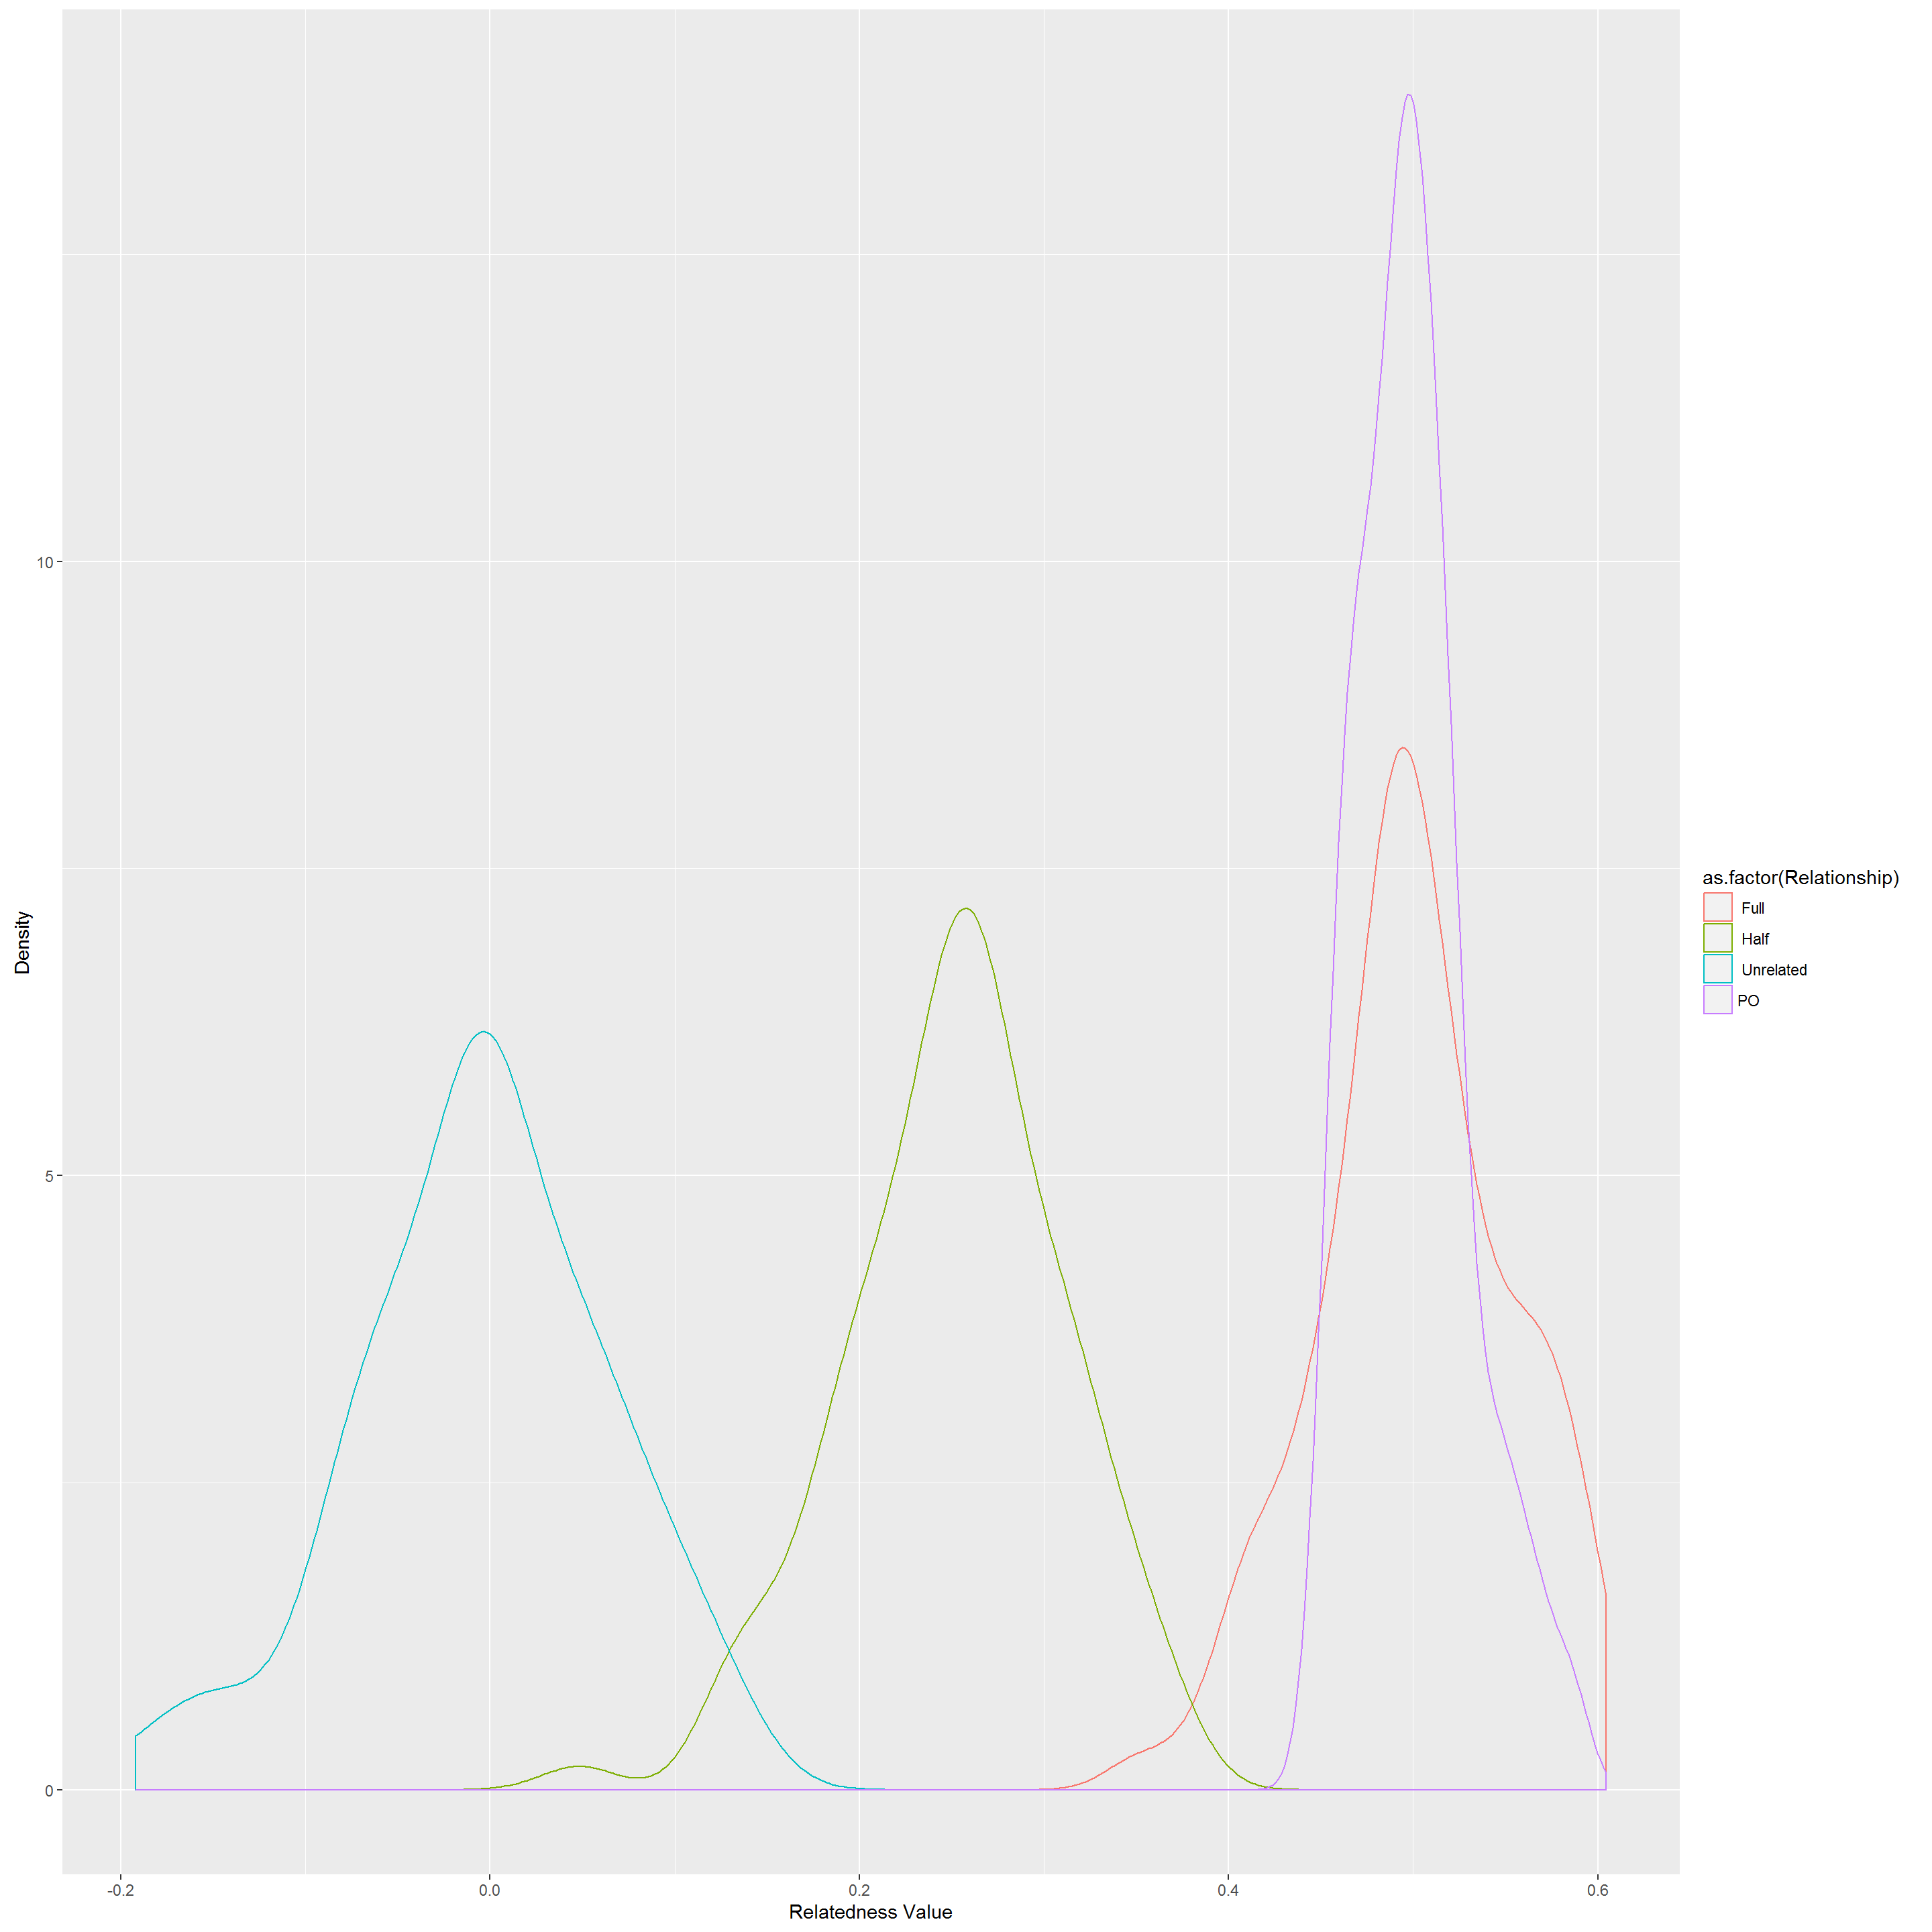 10
5
0
Density
-0.2
0.0
0.2
0.4
0.6
Relatedness Value
as.factor(Relationship)
Full
Half
Unrelated
PO